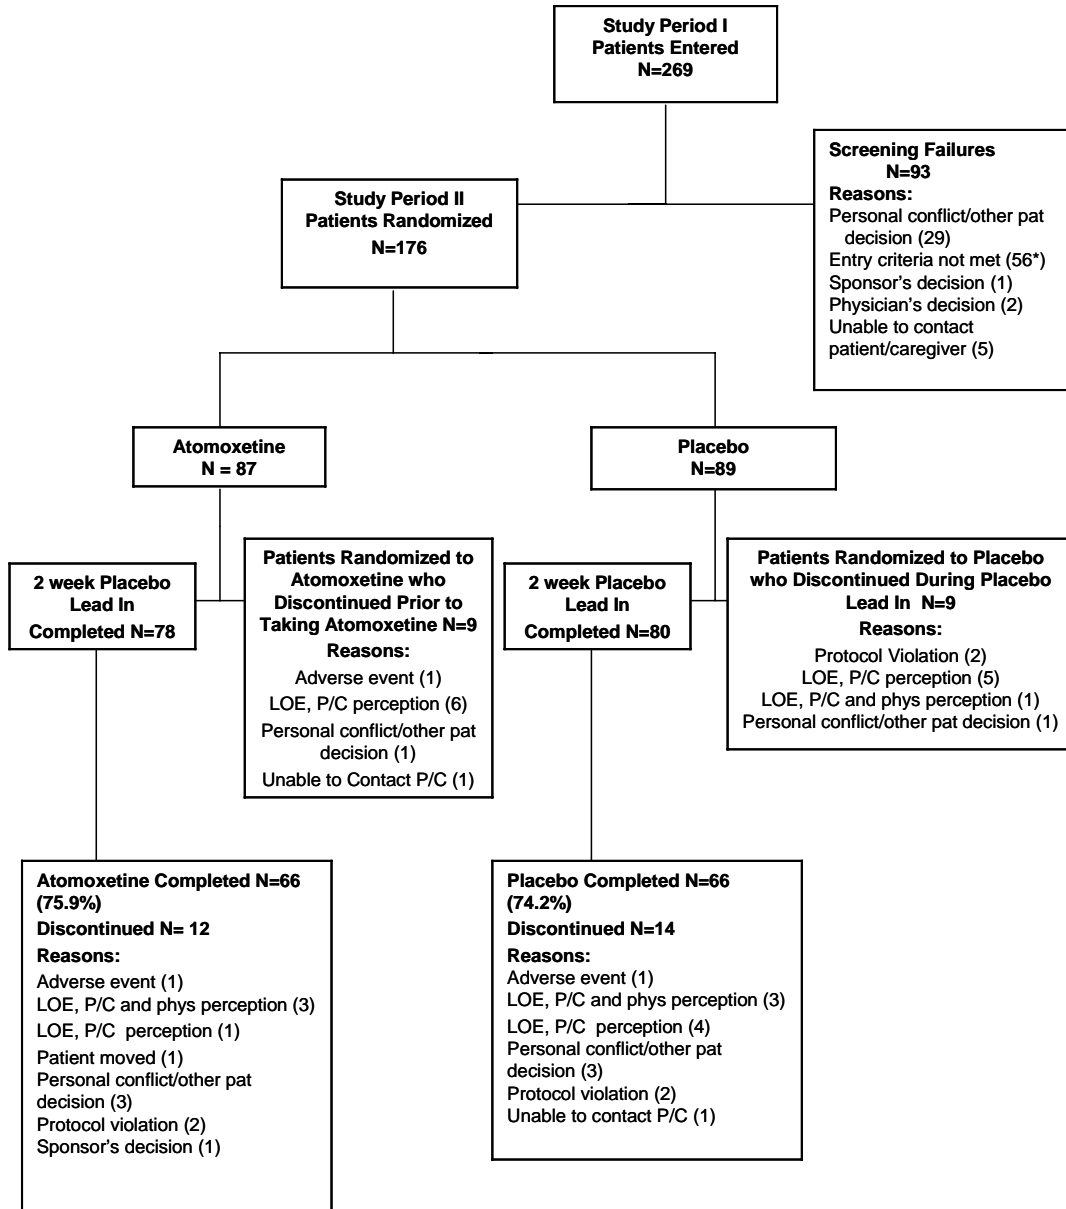 Study Period I
Patients Entered
N=269
Screening Failures
N=93
Reasons:
Personal conflict/other pat
decision (29)
Entry criteria not met (56*)
Sponsor's decision (1)
Physician's decision (2)
Unable to contact
patient/caregiver (5)
Study Period II
Patients Randomized
N=176
Atomoxetine
N = 87
Placebo
N=89
2 week Placebo
Lead In
Completed N=78
Patients Randomized to
Atomoxetine who
Discontinued Prior to
Taking Atomoxetine N=9
Reasons:
Adverse event (1)
LOE, P/C perception (6)
Personal conflict/other pat
decision (1)
Unable to Contact P/C (1)
2 week Placebo
Lead In
Completed N=80
Patients Randomized to Placebo
who Discontinued During Placebo
Lead In N=9
Reasons:
Protocol Violation (2)
LOE, P/C perception (5)
LOE, P/C and phys perception (1)
Personal conflict/other pat decision (1)
Atomoxetine Completed N=66
(75.9%)
Discontinued N= 12
Reasons:
Adverse event (1)
LOE, P/C and phys perception (3)
LOE, P/C perception (1)
Patient moved (1)
Personal conflict/other pat
decision (3)
Protocol violation (2)
Sponsor's decision (1)
Placebo Completed N=66
(74.2%)
Discontinued N=14
Reasons:
Adverse event (1)
LOE, P/C and phys perception (3)
LOE, P/C perception (4)
Personal conflict/other pat
decision (3)
Protocol violation (2)
Unable to contact P/C (1)